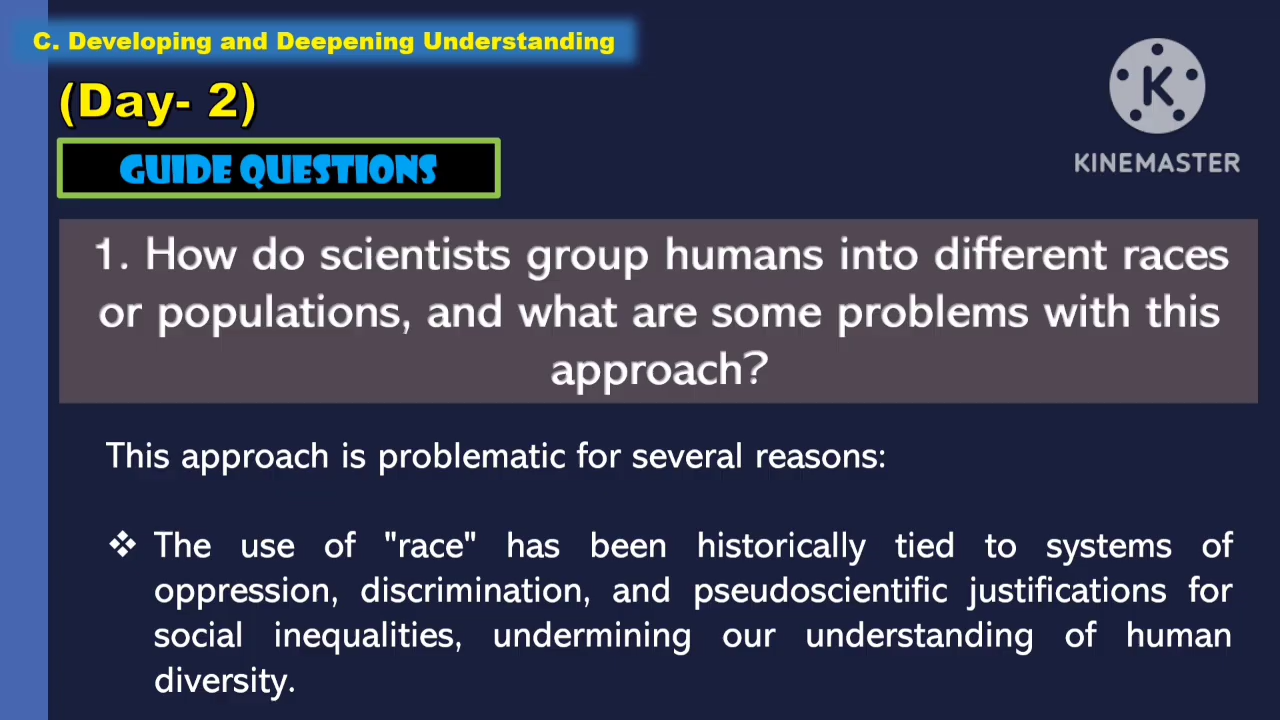 C. Developing and Deepening Understanding
(Day- 2)
KINEMASTER
GUIDE QUESTIONS
1. How do scientists group humans into different races
or populations, and what are some problems with this
approach?
This approach is problematic for several reasons:
❖ The use of "race" has been historically tied to systems of
oppression, discrimination, and pseudoscientific justifications for
social inequalities, undermining our understanding of human
diversity.